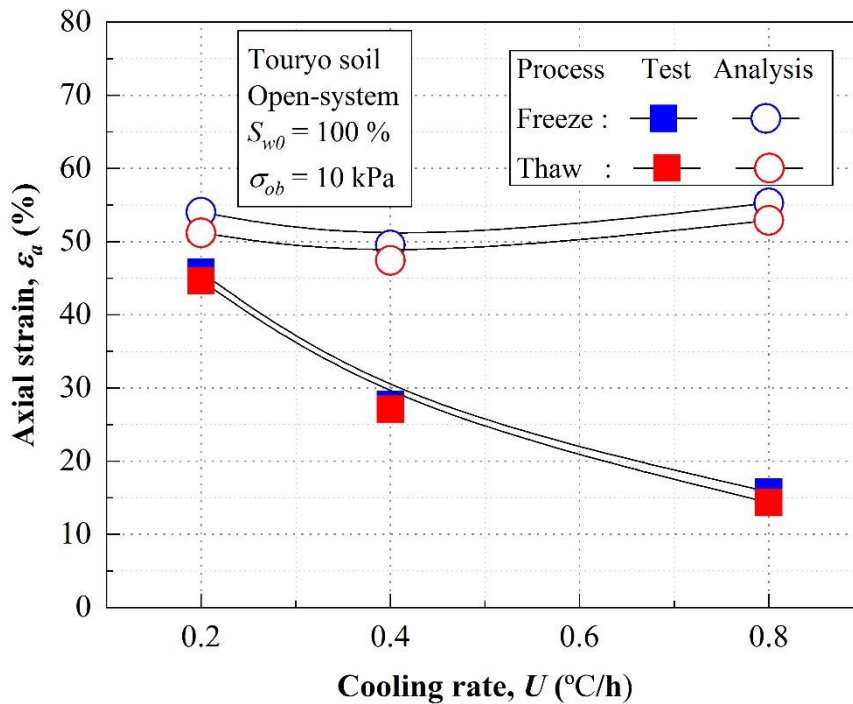 80
70
60
50
40
30
20
10
0
Axial strain, εa (%)
Touryo soil
Open-system
Sw0 = 100 %
σob = 10 kPa
Process Test Analysis
Freeze :
Thaw :
0.2 0.4 0.6 0.8
Cooling rate, U (ºC/h)